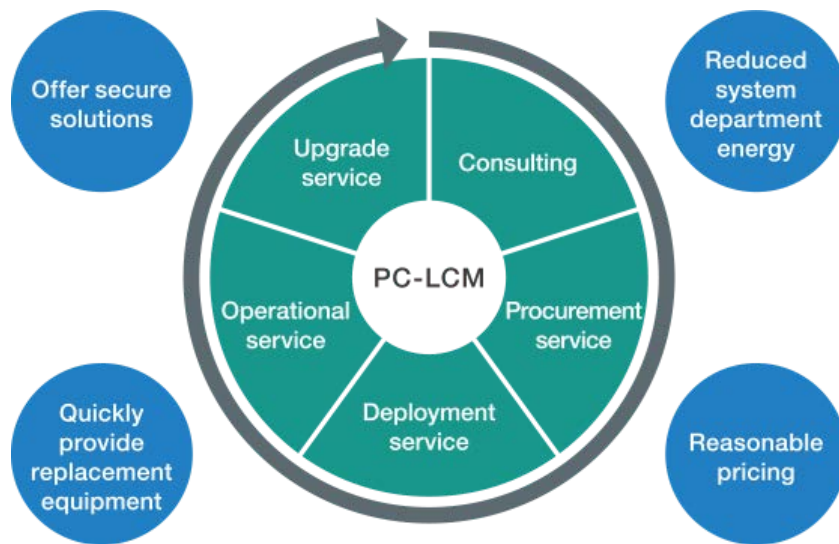 Offer secure
solutions
Reduced
system
department
energy
Upgrade
service
Consulting
PC-LCM
Operational
service
Procurement
service
Deployment
service
Quickly
provide
replacement
equipment
Reasonable
pricing